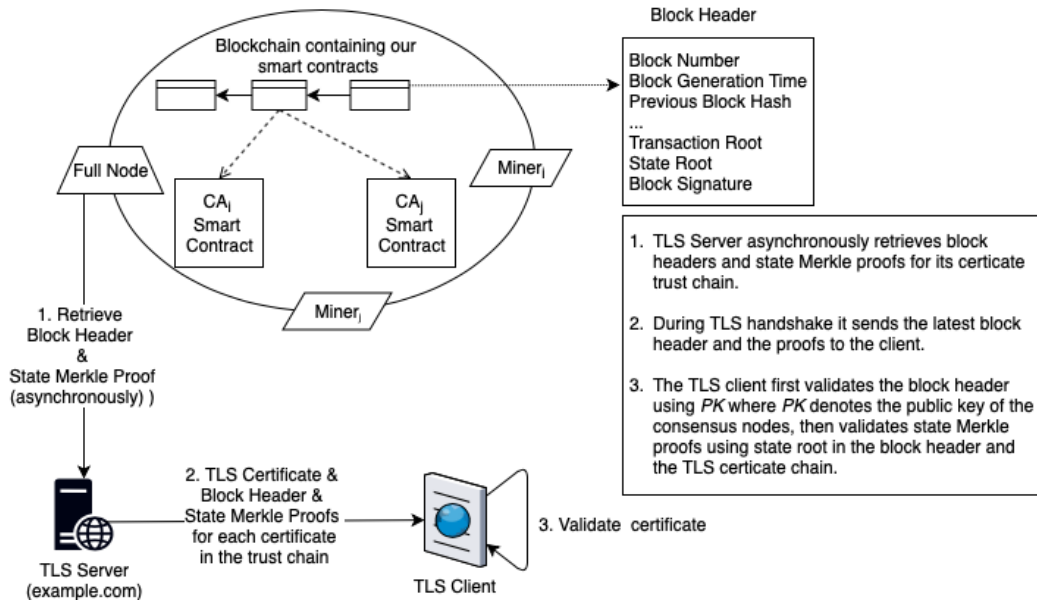 Block Header
Blockchain containing our
smart contracts
Block Number
Block Generation Time
Previous Block Hash
...
Transaction Root
State Root
Block Signature
Full Node
Miner_i
CA_i
Smart
Contract
CA_j
Smart
Contract
Miner_j
1. Retrieve
Block Header
&
State Merkle Proof
(asynchronously) )
1. TLS Server asynchronously retrieves block
headers and state Merkle proofs for its certicate
trust chain.
2. During TLS handshake it sends the latest block
header and the proofs to the client.
3. The TLS client first validates the block header
using PK where PK denotes the public key of the
consensus nodes, then validates state Merkle
proofs using state root in the block header and
the TLS certicate chain.
2. TLS Certificate &
Block Header &
State Merkle Proofs
for each certificate
in the trust chain
3. Validate certificate
TLS Server
(example.com)
TLS Client